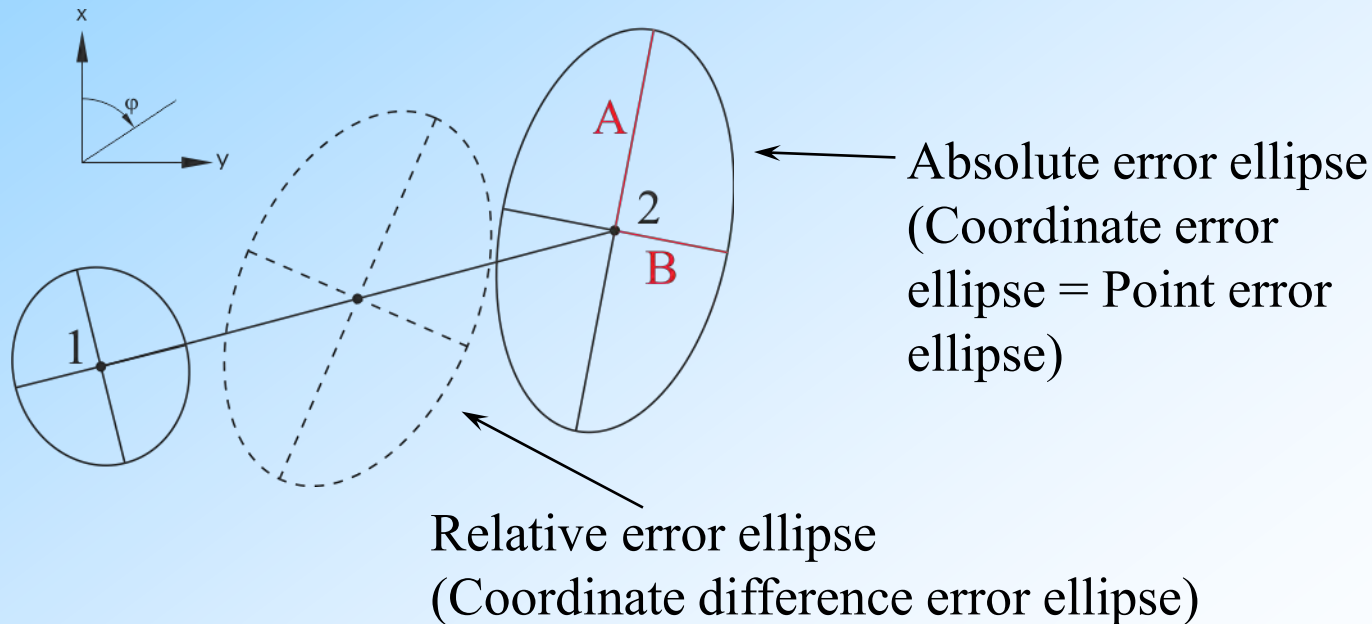 x
φ
y
A
2
B
1
Absolute error ellipse
(Coordinate error
ellipse = Point error
ellipse)
Relative error ellipse
(Coordinate difference error ellipse)